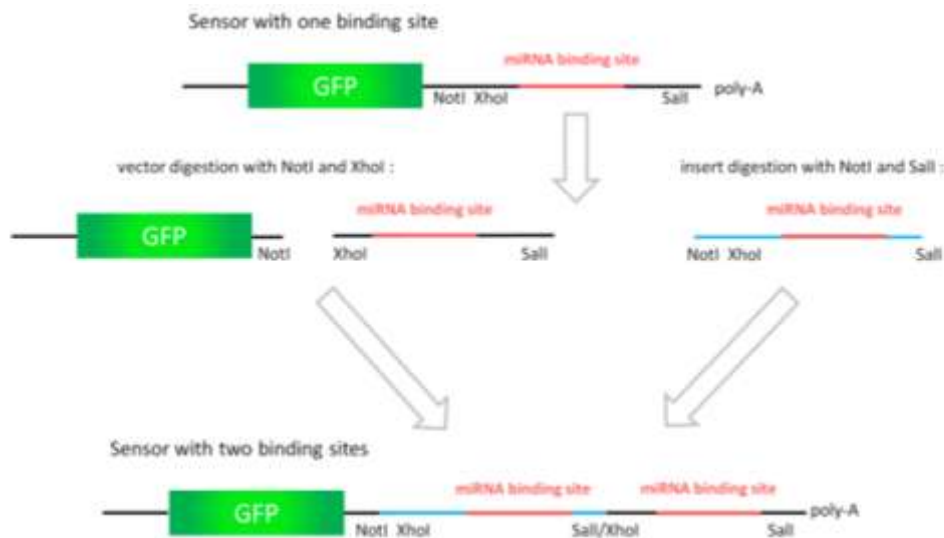 Sensor with one binding site
miRNA binding site
GFP
NotI XhoI
SalI
poly-A
vector digestion with NotI and XhoI :
insert digestion with NotI and SalI :
miRNA binding site
miRNA binding site
GFP
NotI
XhoI
SalI
NotI XhoI
SalI
Sensor with two binding sites
miRNA binding site
miRNA binding site
GFP
poly-A
NotI XhoI
SalI/XhoI
SalI